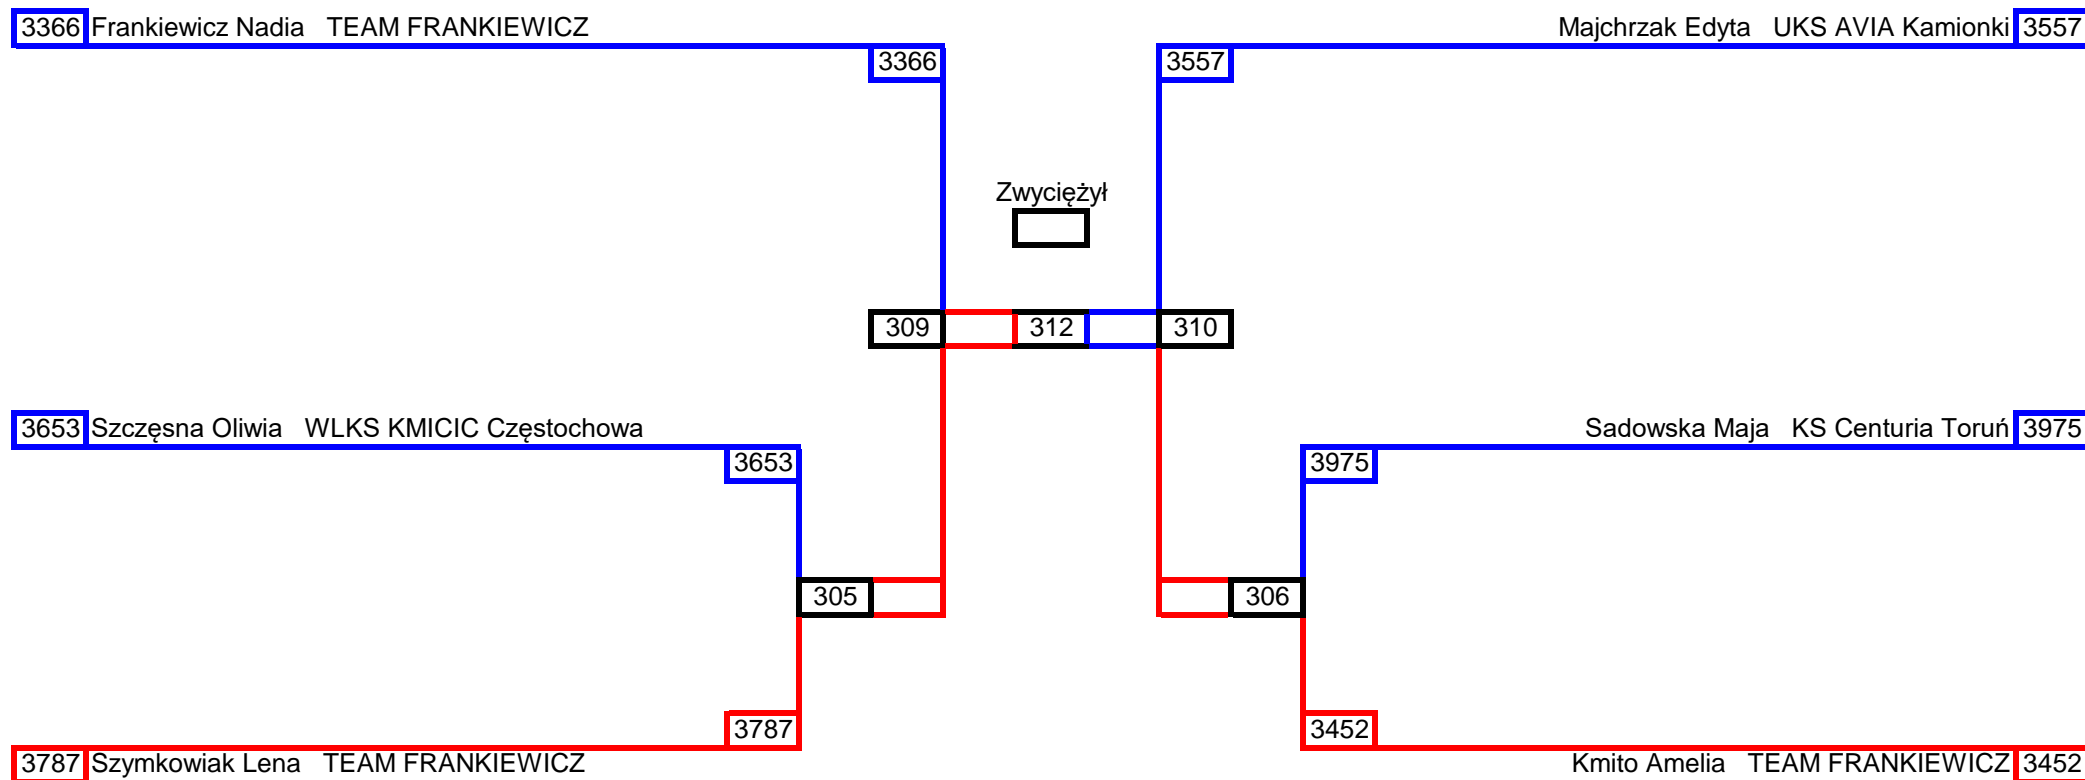 3366 Frankiewicz Nadia TEAM FRANKIEWICZ
Majchrzak Edyta UKS AVIA Kamionki 3557
3366
3557
Zwyciężył
309
312
310
3653 Szczęsna Oliwia WLKS KMICIC Częstochowa
Sadowska Maja KS Centuria Toruń 3975
3653
3975
305
306
3787
3452
3787 Szymkowiak Lena TEAM FRANKIEWICZ
Kmito Amelia TEAM FRANKIEWICZ 3452